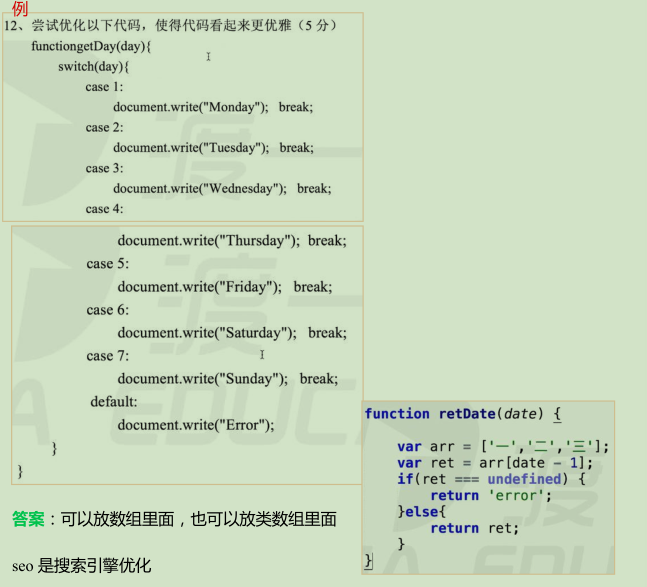 例
12、尝试优化以下代码，使得代码看起来更优雅（5 分）
functiongetDay(day){
switch(day){
case 1:
document.write("Monday"); break;
case 2:
document.write("Tuesday"); break;
case 3:
document.write("Wednesday"); break;
case 4:
document.write("Thursday"); break;
case 5:
document.write("Friday"); break;
case 6:
document.write("Saturday"); break;
case 7:
document.write("Sunday"); break;
default:
document.write("Error");
}
}
function retDate(date) {
var arr = ['一','二','三'];
var ret = arr[date - 1];
if(ret === undefined) {
return 'error';
}else{
return ret;
}
}
答案：可以放数组里面，也可以放类数组里面
seo 是搜索引擎优化